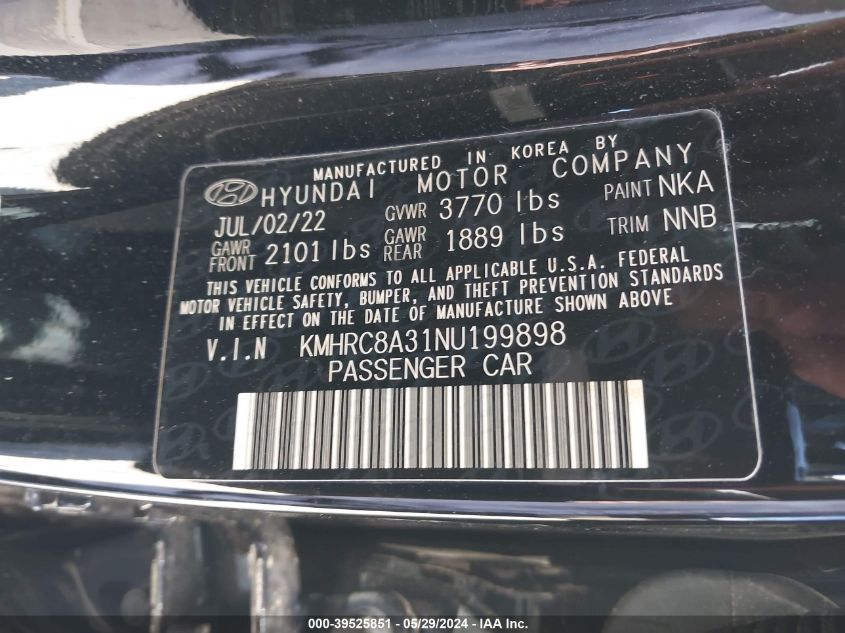 MANUFACTURED IN KOREA BY
HYUNDAI MOTOR COMPANY
JUL/02/22 GVWR 3770 lbs PAINT NKA
GAWR FRONT 2101 lbs GAWR REAR 1889 lbs TRIM NNB
THIS VEHICLE CONFORMS TO ALL APPLICABLE U.S.A. FEDERAL
MOTOR VEHICLE SAFETY, BUMPER, AND THEFT PREVENTION STANDARDS
IN EFFECT ON THE DATE OF MANUFACTURE SHOWN ABOVE
V.I.N KMHRC8A31NU199898
PASSENGER CAR
000-39525851 - 05/29/2024 - IAAI.COM